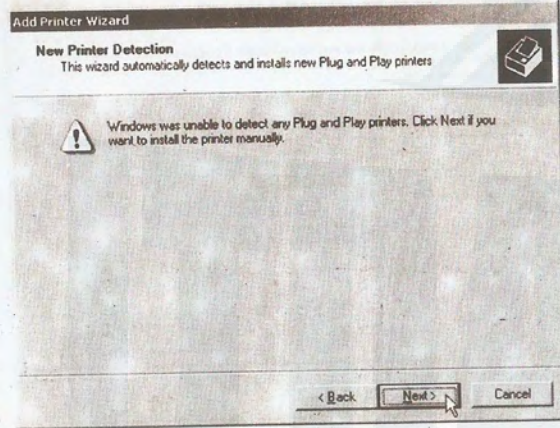 Add Printer Wizard
New Printer Detection
This wizard automatically detects and installs new Plug and Play printers
Windows was unable to detect any Plug and Play printers. Click Next if you
want to install the printer manually.
< Back Next > Cancel